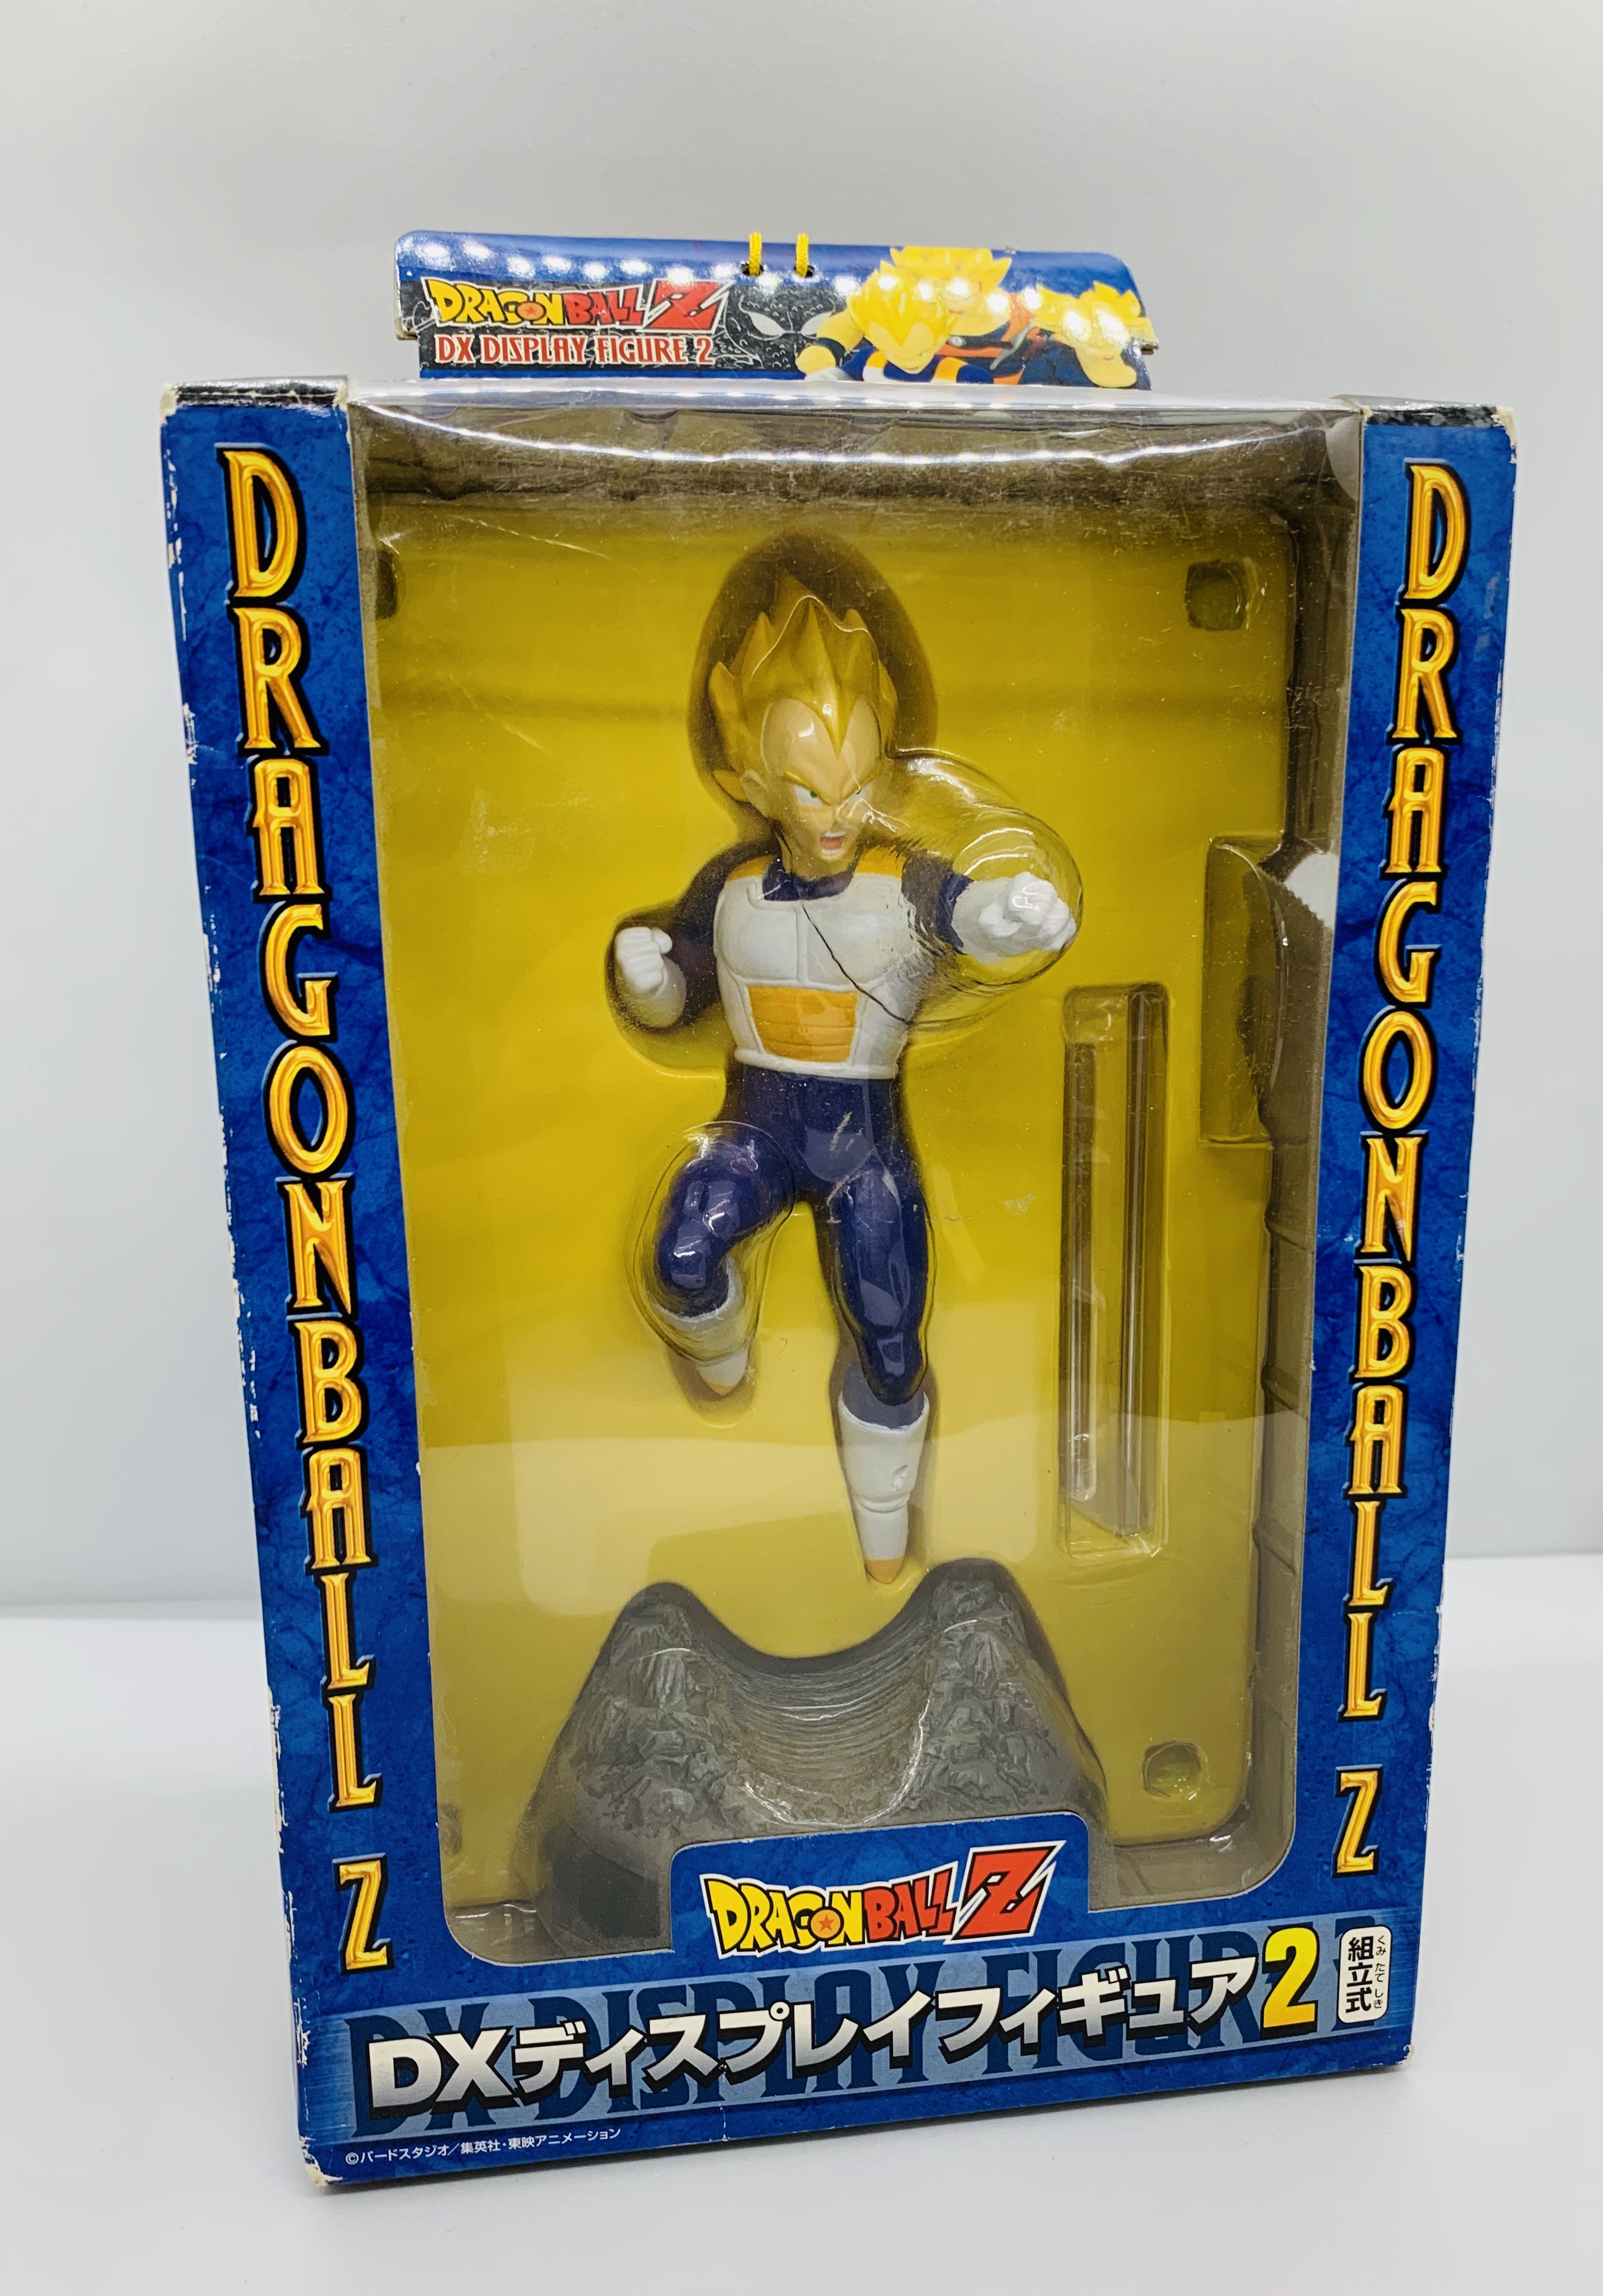 DRAGONBALL Z
DX DISPLAY FIGURE 2
DRAGONBALL Z
DRAGONBALL Z
DRAGONBALL Z
DX DISPLAY FIGURE
DXディスプレイフィギュア2
組立式
くみたてしき
©バードスタジオ/集英社・東映アニメーション